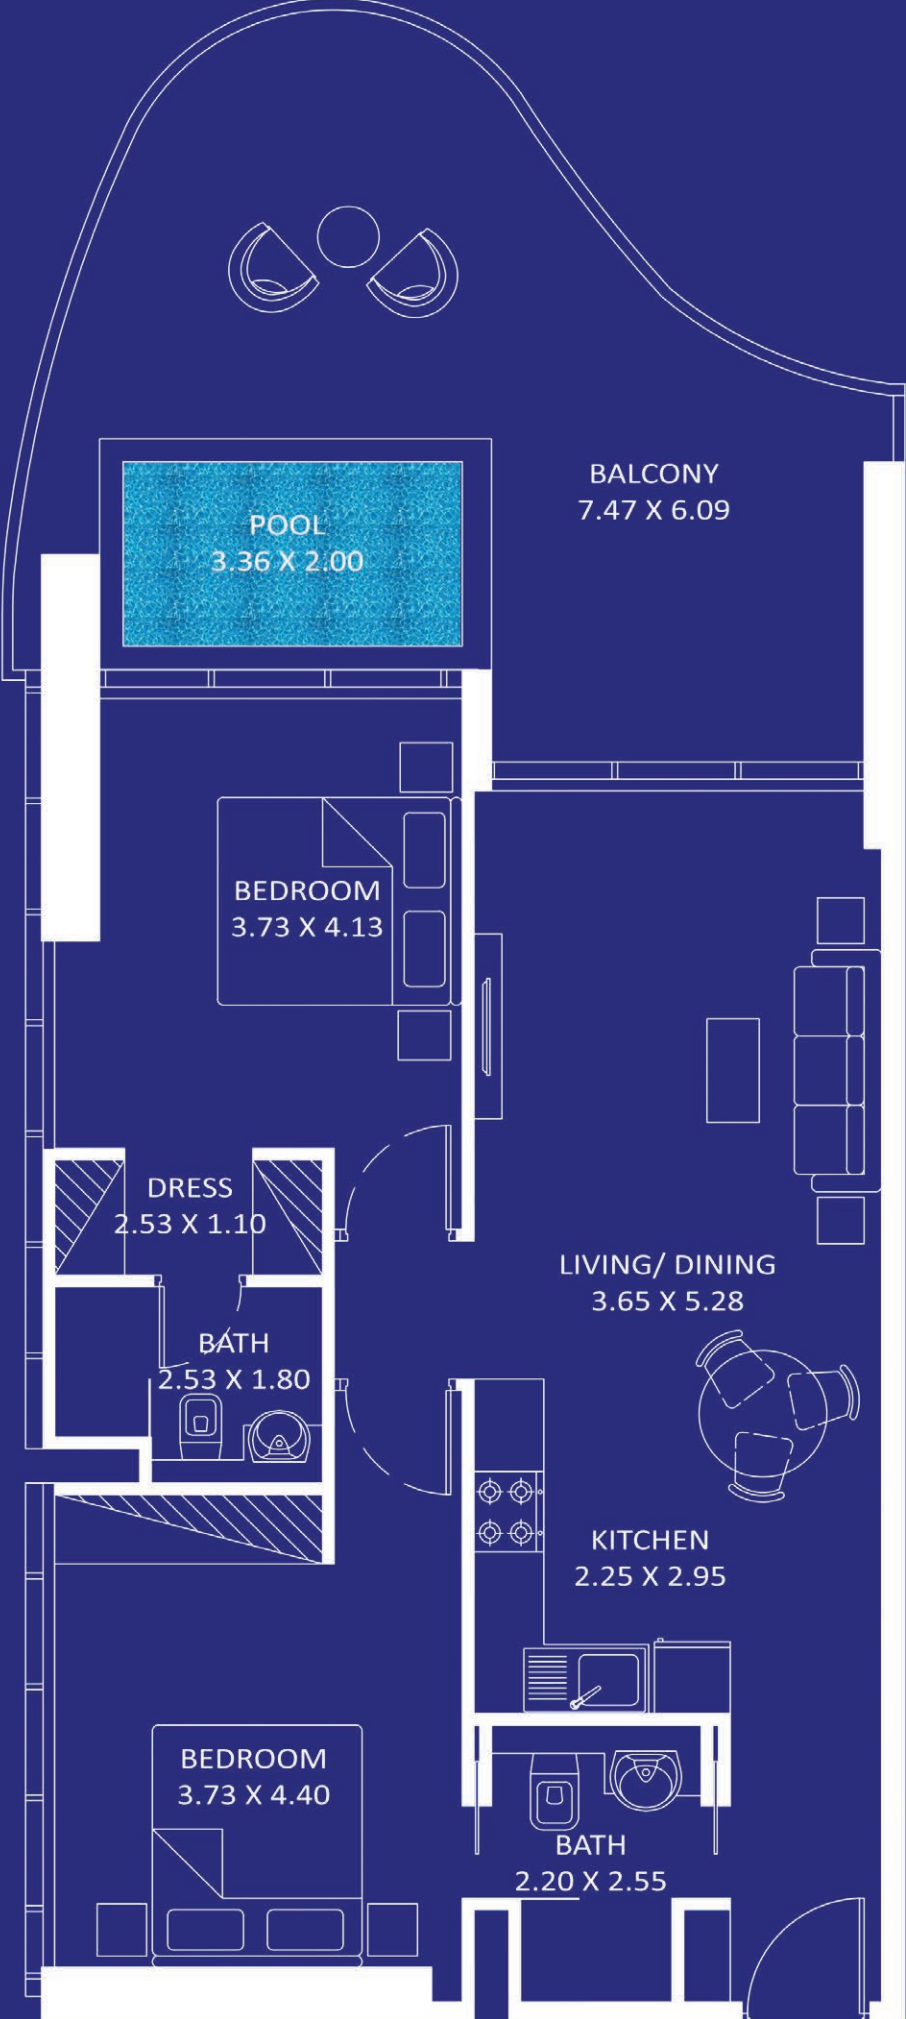 BALCONY
7.47 X 6.09
POOL
3.36 X 2.00
BEDROOM
3.73 X 4.13
DRESS
2.53 X 1.10
LIVING/ DINING
3.65 X 5.28
BATH
2.53 X 1.80
KITCHEN
2.25 X 2.95
BEDROOM
3.73 X 4.40
BATH
2.20 X 2.55